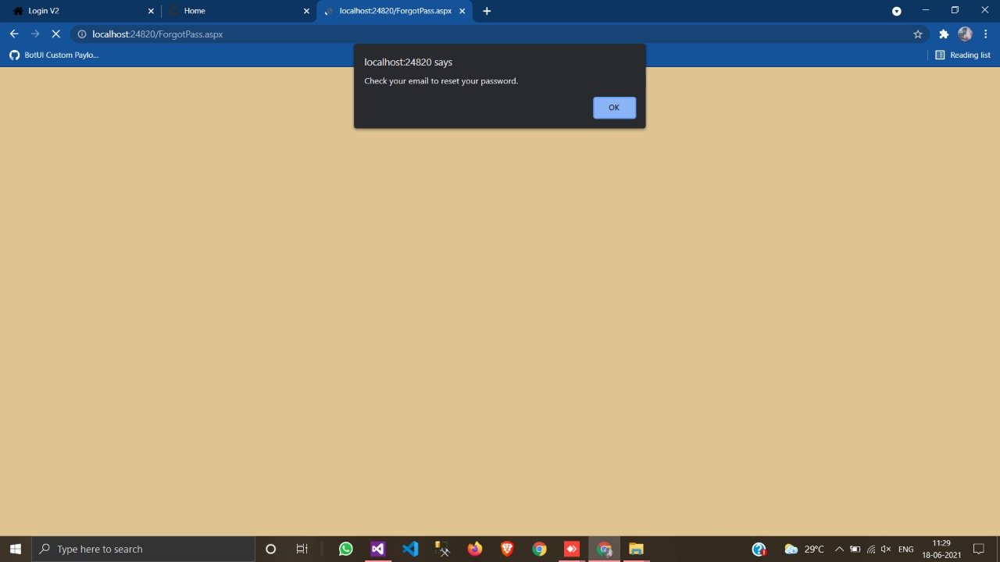 Login V2
Home
localhost:24820/ForgotPass.aspx
localhost:24820/ForgotPass.aspx
BotUI Custom Paylo...
Reading list
localhost:24820 says
Check your email to reset your password.
OK
Type here to search
29°C
ENG
11:29
18-06-2021